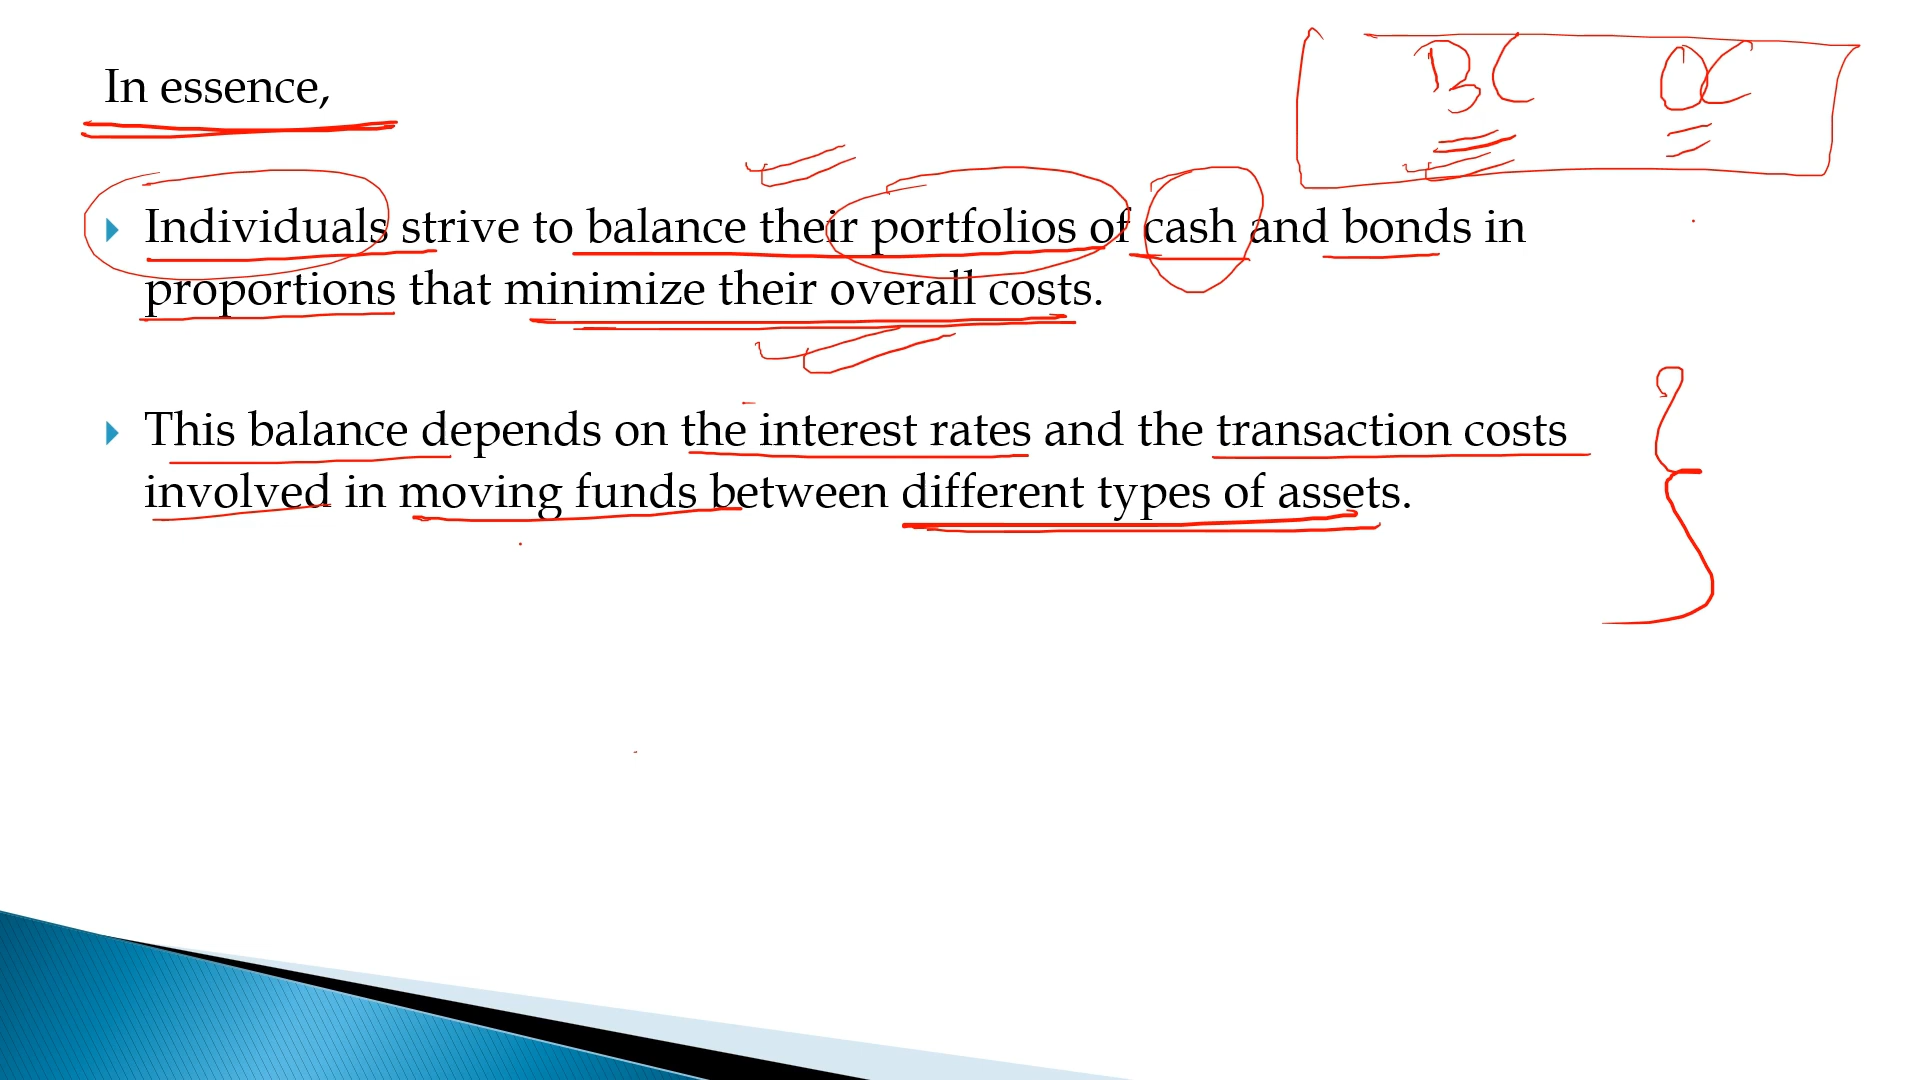 In essence,
BC OC
Individuals strive to balance their portfolios of cash and bonds in
proportions that minimize their overall costs.
This balance depends on the interest rates and the transaction costs
involved in moving funds between different types of assets.